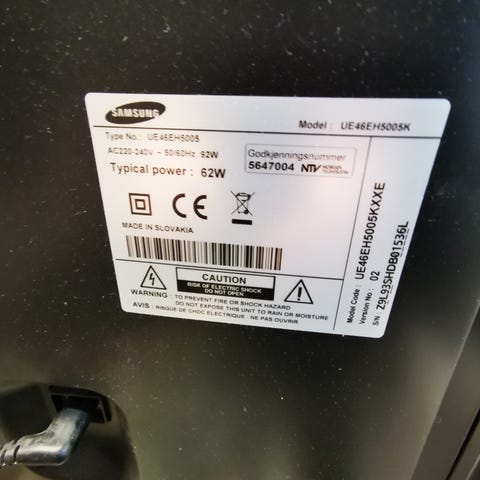 SAMSUNG
Model : UE46EH5005K
Type No.: UE46EH5005
AC220-240V ~ 50/60Hz 92W
Typical power : 62W
Godkjenningsnummer
5647004 NTV NORGES TELEVISJON
MADE IN SLOVAKIA
CAUTION
RISK OF ELECTRIC SHOCK
DO NOT OPEN
WARNING : TO PREVENT FIRE OR SHOCK HAZARD
DO NOT EXPOSE THIS UNIT TO RAIN OR MOISTURE
AVIS : RISQUE DE CHOC ELECTRIQUE - NE PAS OUVRIR
Model Code : UE46EH5005KXXE
Version No : 02
S/N Z9L93SHDB01536L